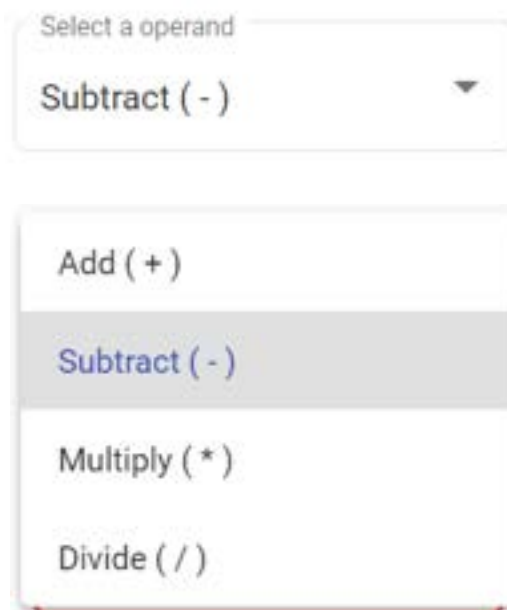 Select a operand
Subtract ( - )
Add ( + )
Subtract ( - )
Multiply ( * )
Divide ( / )